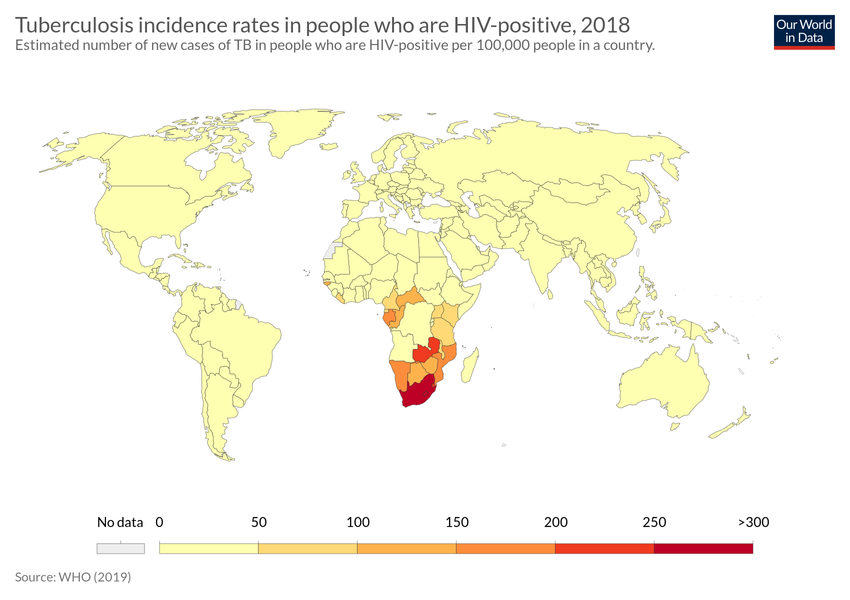 Tuberculosis incidence rates in people who are HIV-positive, 2018
Estimated number of new cases of TB in people who are HIV-positive per 100,000 people in a country.
Our World
in Data
No data 0 50 100 150 200 250 >300
Source: WHO (2019)